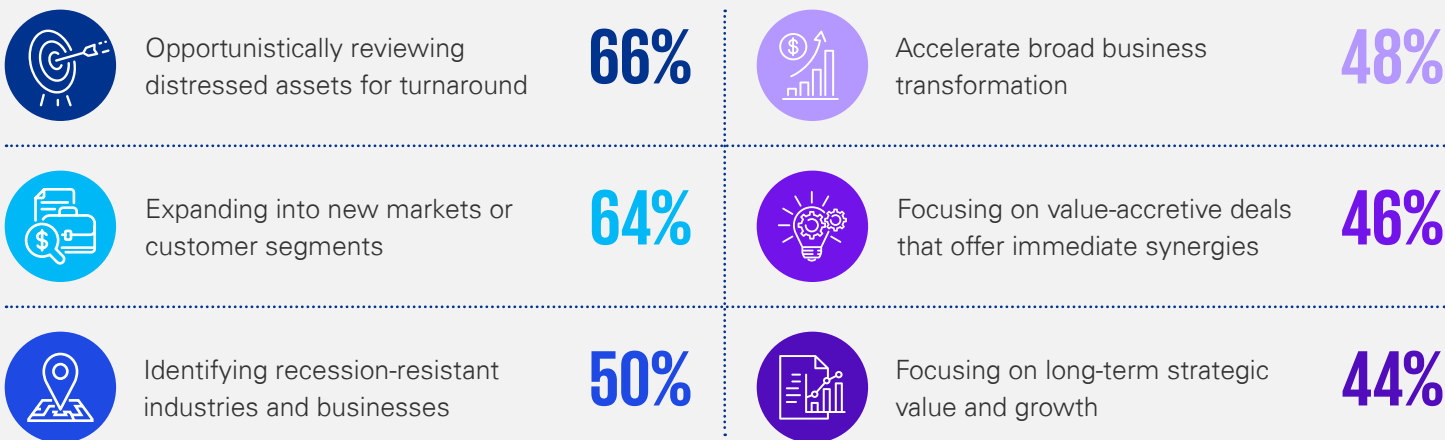 Opportunistically reviewing
distressed assets for turnaround
66%
Expanding into new markets or
customer segments
64%
Identifying recession-resistant
industries and businesses
50%
$
Accelerate broad business
transformation
48%
Focusing on value-accretive deals
that offer immediate synergies
46%
Focusing on long-term strategic
value and growth
44%
$